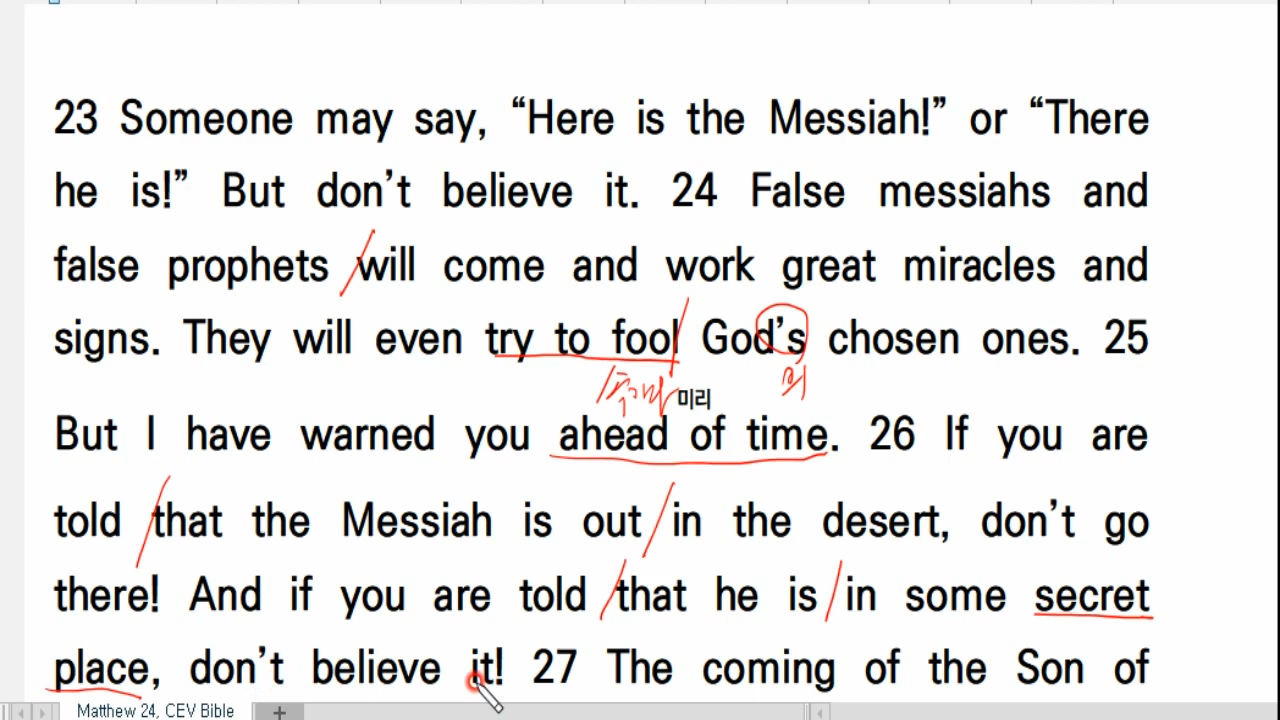 23 Someone may say, “Here is the Messiah!” or “There
he is!” But don’t believe it. 24 False messiahs and
false prophets will come and work great miracles and
signs. They will even try to fool God’s chosen ones. 25
의
미리
But I have warned you ahead of time. 26 If you are
told that the Messiah is out in the desert, don’t go
there! And if you are told that he is in some secret
place, don’t believe it! 27 The coming of the Son of
Matthew 24, CEV Bible